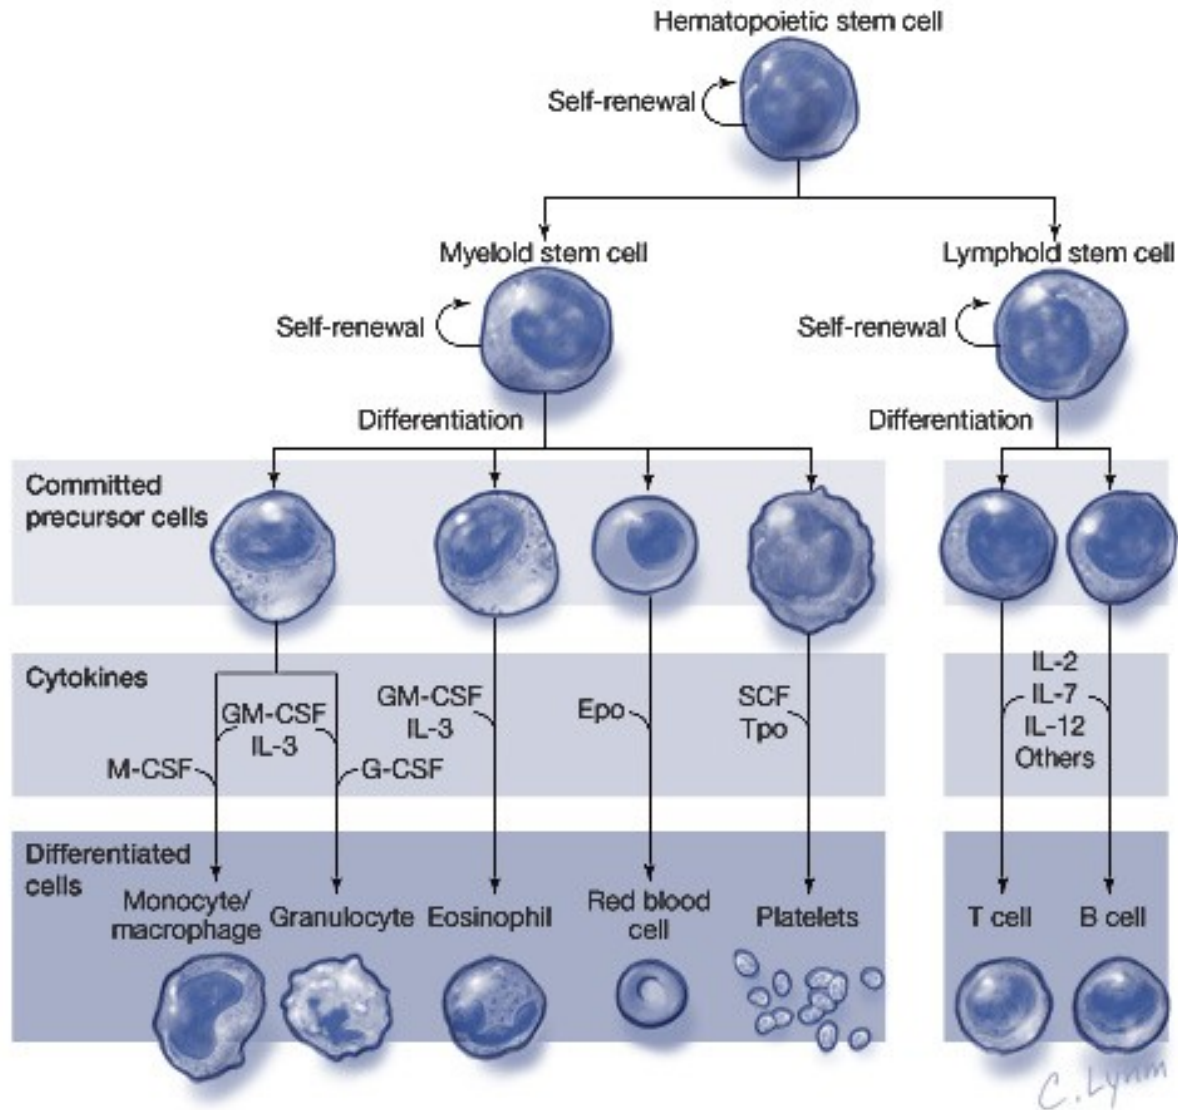 Hematopoietic stem cell
Self-renewal
Myeloid stem cell
Lymphoid stem cell
Self-renewal
Self-renewal
Differentiation
Differentiation
Committed
precursor cells
Cytokines
GM-CSF
IL-3
M-CSF
G-CSF
GM-CSF
IL-3
Epo
SCF
Tpo
IL-2
IL-7
IL-12
Others
Differentiated
cells
Monocyte/
macrophage
Granulocyte
Eosinophil
Red blood
cell
Platelets
T cell
B cell
C. Lynm